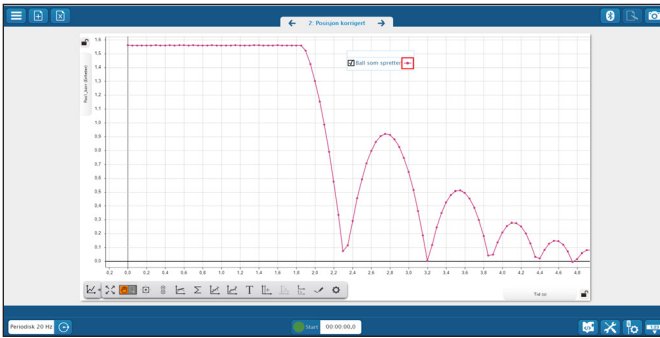 2: Posisjon korrigert
1,6
1,5
1,4
1,3
1,2
1,1
1,0
0,9
0,8
0,7
0,6
0,5
0,4
0,3
0,2
0,1
0,0
Ball som spretter
-0,2 0,0 0,2 0,4 0,6 0,8 1,0 1,2 1,4 1,6 1,8 2,0 2,2 2,4 2,6 2,8 3,0 3,2 3,4 3,6 3,8 4,0 4,2 4,4 4,6 4,8
Σ T
Tid (s)
Periodisk 20 Hz
Start 00:00:00,0